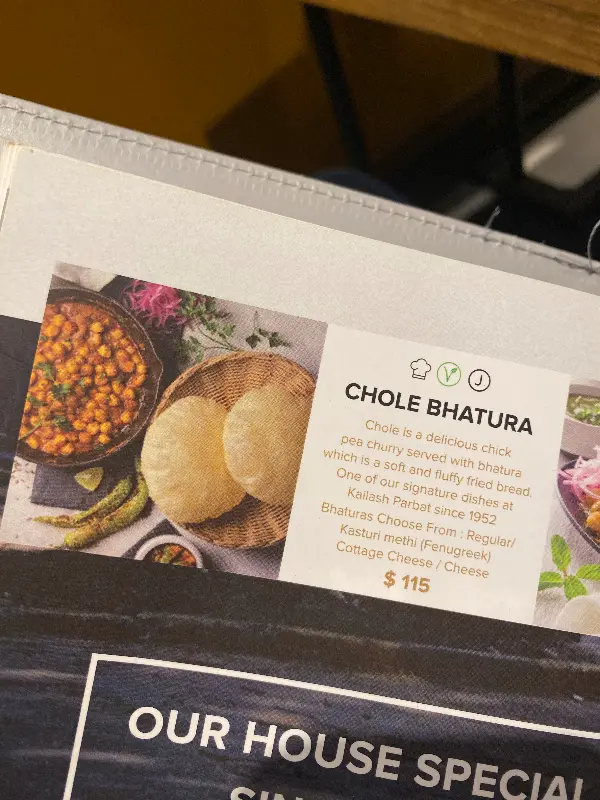 V J
CHOLE BHATURA
Chole is a delicious chick
pea churry served with bhatura
which is a soft and fluffy fried bread.
One of our signature dishes at
Kailash Parbat since 1952
Bhaturas Choose From : Regular/
Kasturi methi (Fenugreek)
Cottage Cheese / Cheese
$ 115
OUR HOUSE SPECIAL